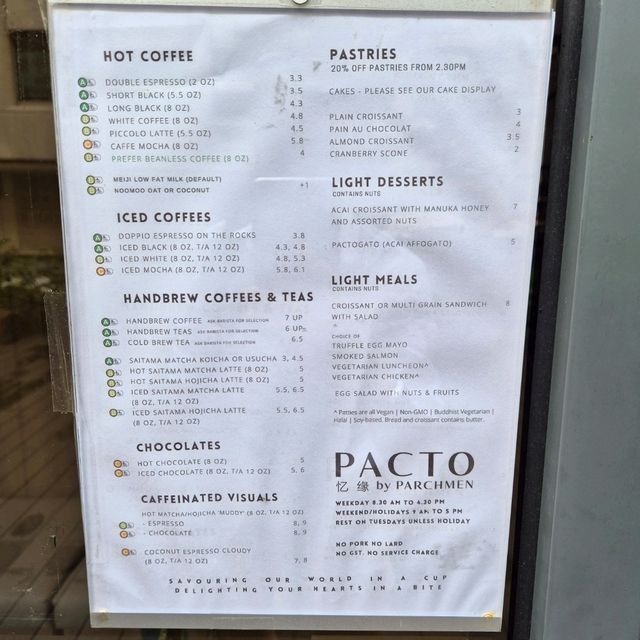 HOT COFFEE
DOUBLE ESPRESSO (2 OZ) 3.3
SHORT BLACK (5.5 OZ) 3.5
LONG BLACK (8 OZ) 4.3
WHITE COFFEE (8 OZ) 4.8
PICCOLO LATTE (5.5 OZ) 4.5
CAFFE MOCHA (8 OZ) 5.8
PREFER BEANLESS COFFEE (8 OZ) 4
MEIJI LOW FAT MILK (DEFAULT)
NOOMOO OAT OR COCONUT +1
ICED COFFEES
DOPPIO ESPRESSO ON THE ROCKS 3.8
ICED BLACK (8 OZ, T/A 12 OZ) 4.3, 4.8
ICED WHITE (8 OZ, T/A 12 OZ) 4.8, 5.3
ICED MOCHA (8 OZ, T/A 12 OZ) 5.8, 6.1
HANDBREW COFFEES & TEAS
HANDBREW COFFEE ASK BARISTA FOR SELECTION 7 UP
HANDBREW TEAS ASK BARISTA FOR SELECTION 6 UP
COLD BREW TEA ASK BARISTA FOR SELECTION 6.5
SAITAMA MATCHA KOICHA OR USUCHA 3, 4.5
HOT SAITAMA MATCHA LATTE (8 OZ) 5
HOT SAITAMA HOJICHA LATTE (8 OZ) 5
ICED SAITAMA MATCHA LATTE 5.5, 6.5
(8 OZ, T/A 12 OZ)
ICED SAITAMA HOJICHA LATTE 5.5, 6.5
(8 OZ, T/A 12 OZ)
CHOCOLATES
HOT CHOCOLATE (8 OZ) 5
ICED CHOCOLATE (8 OZ, T/A 12 OZ) 5, 6
CAFFEINATED VISUALS
HOT MATCHA/HOJICHA 'MUDDY' (8 OZ, T/A 12 OZ)
- ESPRESSO 8, 9
- CHOCOLATE 8, 9
COCONUT ESPRESSO CLOUDY
(8 OZ, T/A 12 OZ) 7, 8
PASTRIES
20% OFF PASTRIES FROM 2.30PM
CAKES - PLEASE SEE OUR CAKE DISPLAY
PLAIN CROISSANT 3
PAIN AU CHOCOLAT 4
ALMOND CROISSANT 3.5
CRANBERRY SCONE 2
LIGHT DESSERTS
CONTAINS NUTS
ACAI CROISSANT WITH MANUKA HONEY 7
AND ASSORTED NUTS
PACTOGATO (ACAI AFFOGATO) 5
LIGHT MEALS
CONTAINS NUTS
CROISSANT OR MULTI GRAIN SANDWICH 8
WITH SALAD
CHOICE OF
TRUFFLE EGG MAYO
SMOKED SALMON
VEGETARIAN LUNCHEON^
VEGETARIAN CHICKEN^
EGG SALAD WITH NUTS & FRUITS
^ Patties are all Vegan | Non-GMO | Buddhist Vegetarian |
Halal | Soy-based. Bread and croissant contains butter.
PACTO
忆 缘 by PARCHMEN
WEEKDAY 8.30 AM TO 4.30 PM
WEEKEND/HOLIDAYS 9 AM TO 5 PM
REST ON TUESDAYS UNLESS HOLIDAY
NO PORK NO LARD
NO GST. NO SERVICE CHARGE
SAVOURING OUR WORLD IN A CUP
DELIGHTING YOUR HEARTS IN A BITE